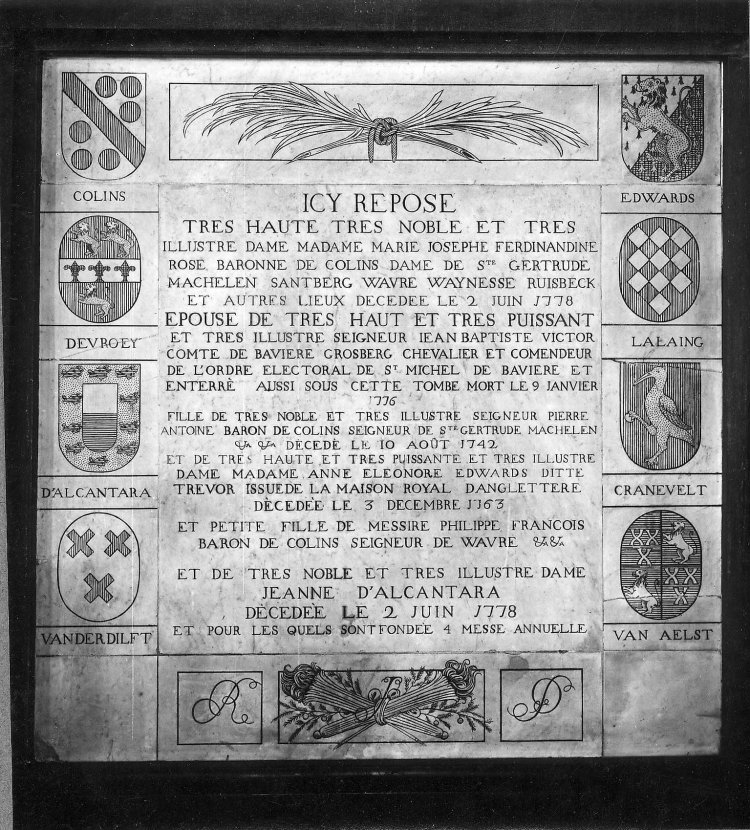 COLINS
DEVROEY
D'ALCANTARA
VANDERDILFT
ICY REPOSE
TRES HAUTE TRES NOBLE ET TRES
ILLUSTRE DAME MADAME MARIE IOSEPHE FERDINANDINE
ROSE BARONNE DE COLINS DAME DE STE GERTRUDE
MACHELEN SANTBERG WAVRE WAYNESSE RUISBECK
ET AUTRES LIEUX DECEDEE LE 2 JUIN 1778
EPOUSE DE TRES HAUT ET TRES PUISSANT
ET TRES ILLUSTRE SEIGNEUR IEAN BAPTISTE VICTOR
COMTE DE BAVIERE GROSBERG CHEVALIER ET COMENDEUR
DE L'ORDRE ELECTORAL DE ST MICHEL DE BAVIERE ET
ENTERRÈ AUSSI SOUS CETTE TOMBE MORT LE 9 JANVIER
1776
FILLE DE TRES NOBLE ET TRES ILLUSTRE SEIGNEUR PIERRE
ANTOINE BARON DE COLINS SEIGNEUR DE STE GERTRUDE MACHELEN
&a &a DECEDÈ LE 10 AOÛT 1742
ET DE TRES HAUTE ET TRES PUISSANTE ET TRES ILLUSTRE
DAME MADAME ANNE ELEONORE EDWARDS DITTE
TREVOR ISSUEDE LA MAISON ROYAL DANGLETTERE
DÈCEDÉE LE 3 DECEMBRE 1763
ET PETITE FILLE DE MESSIRE PHILIPPE FRANCOIS
BARON DE COLINS SEIGNEUR DE WAVRE &a&a
ET DE TRES NOBLE ET TRES ILLUSTRE DAME
JEANNE D'ALCANTARA
DÈCEDÉE LE 2 JUIN 1778
ET POUR LES QUELS SONTFONDÉE 4 MESSE ANNUELLE
EDWARDS
LALAING
CRANEVELT
VAN AELST
R
P